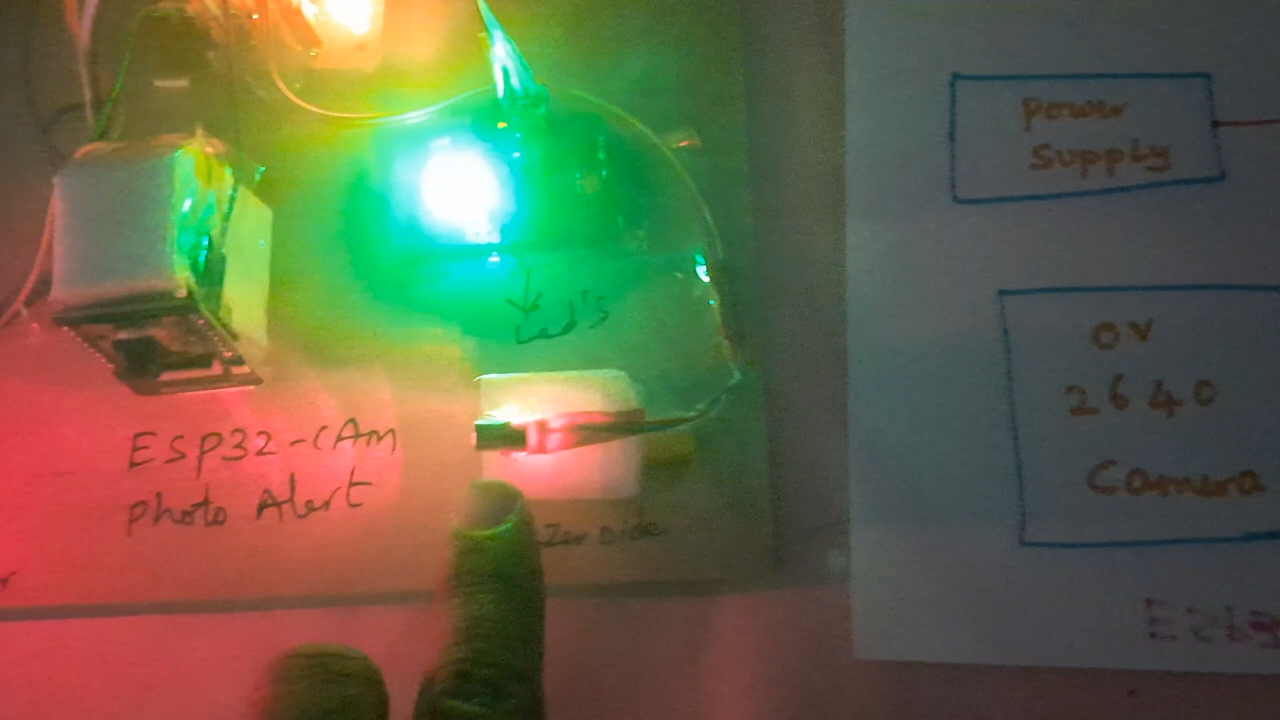 Led's
ESP32-CAM
Photo Alert
Power
Supply
OV
2640
Camera